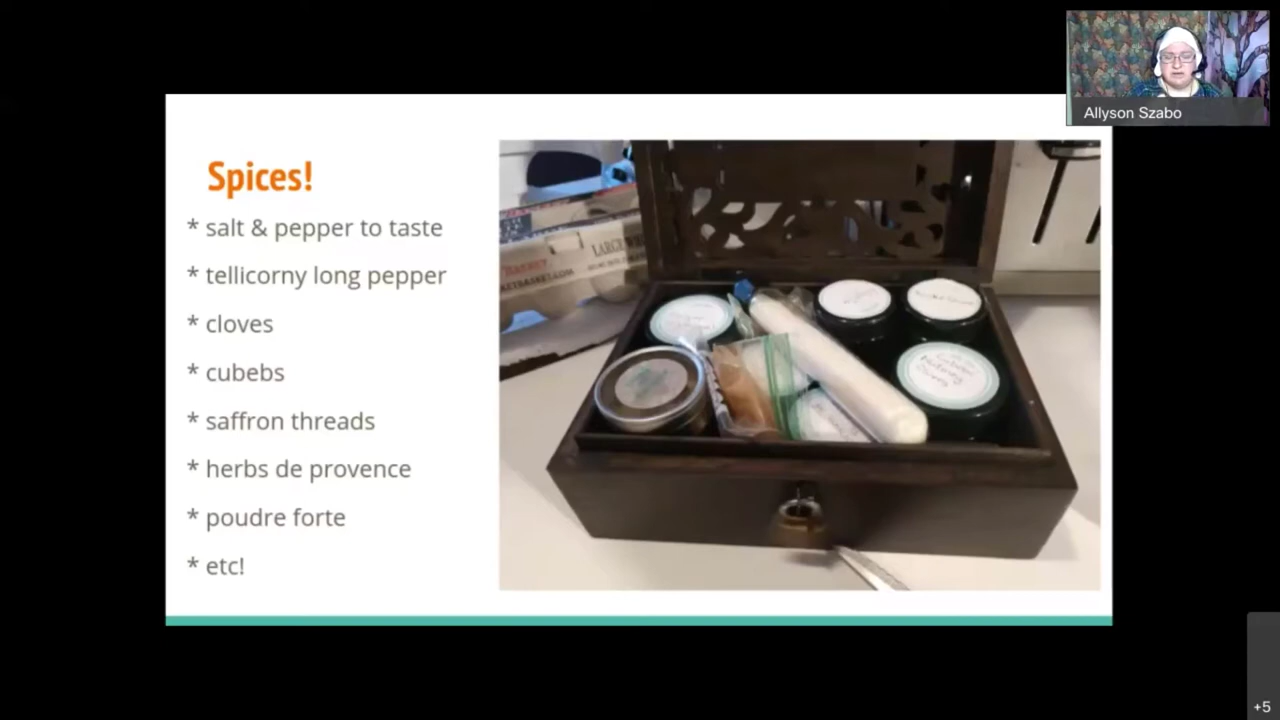 Allyson Szabo
Spices!
* salt & pepper to taste
* tellicorny long pepper
* cloves
* cubebs
* saffron threads
* herbs de provence
* poudre forte
* etc!
LARGE
+5